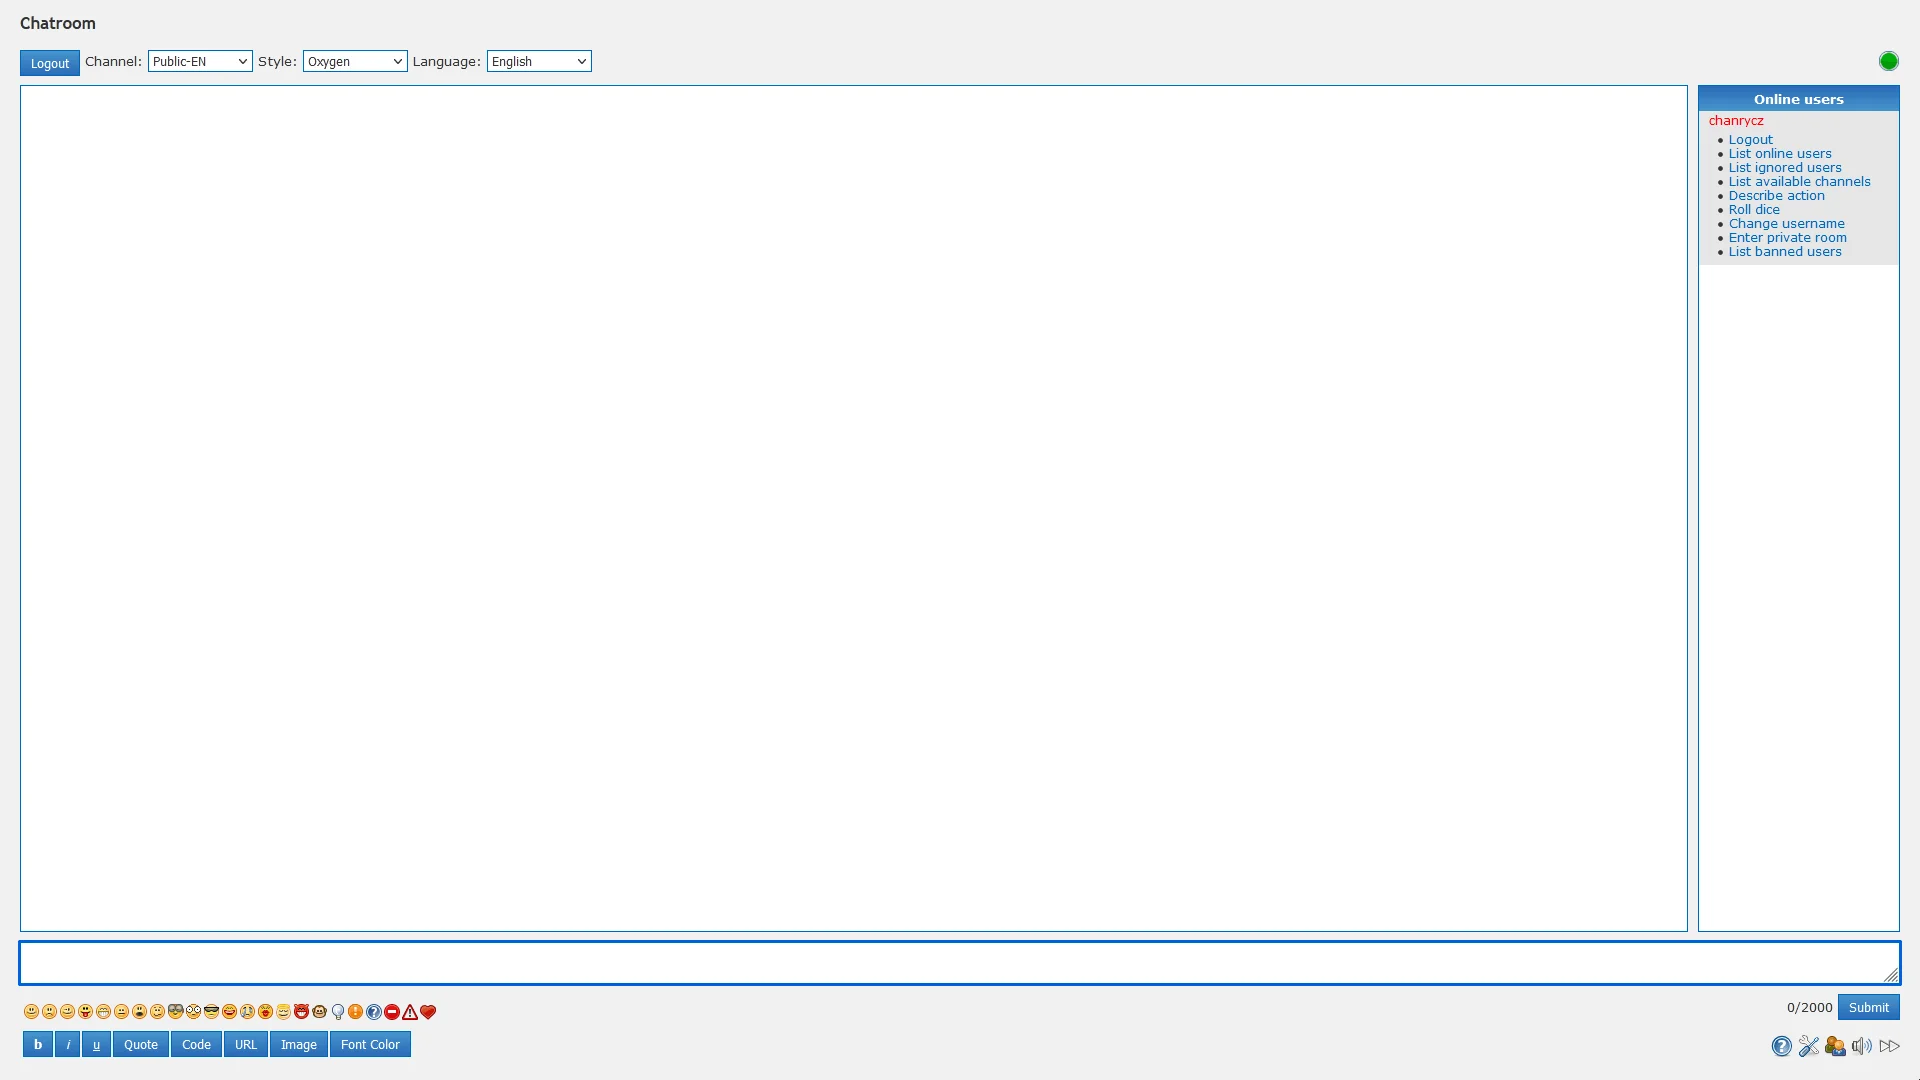 Chatroom
Logout Channel: Public-EN Style: Oxygen Language: English
Online users
chanrycz
Logout
List online users
List ignored users
List available channels
Describe action
Roll dice
Change username
Enter private room
List banned users
0/2000 Submit
b i u Quote Code URL Image Font Color